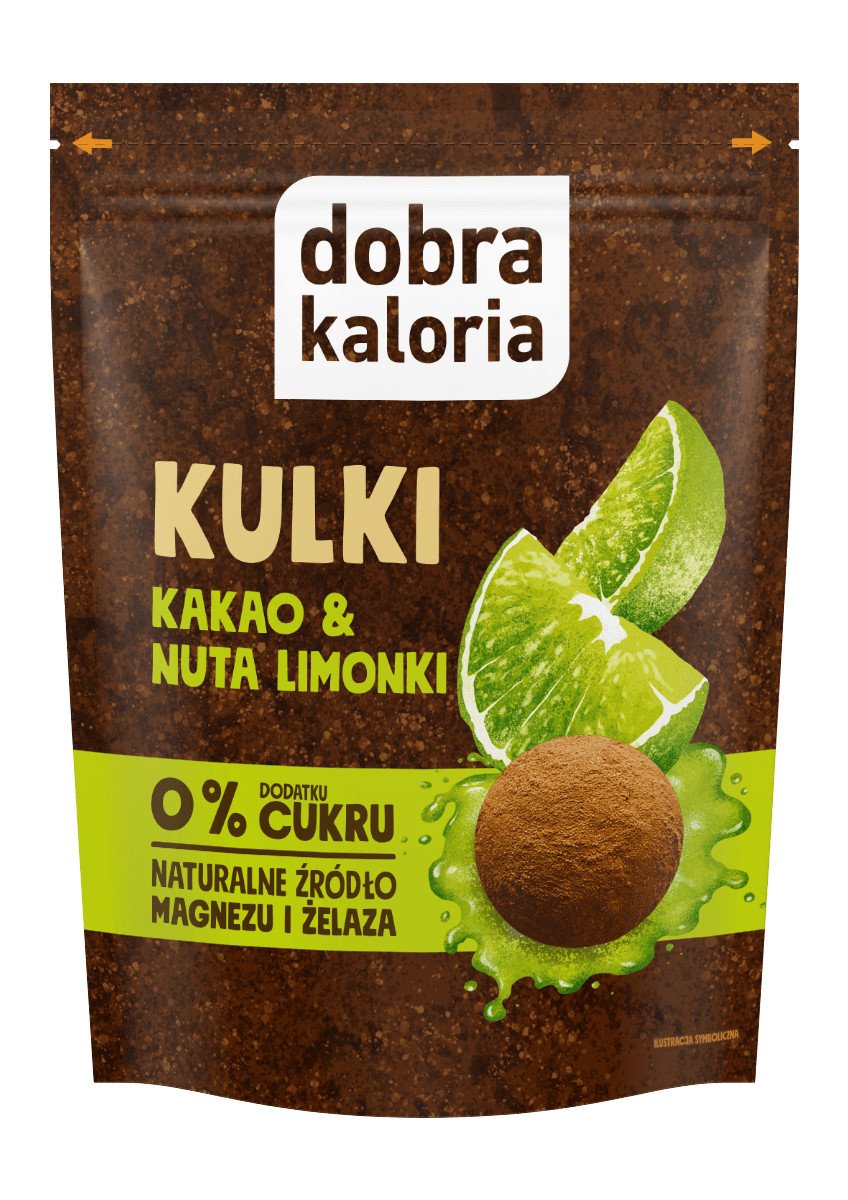 dobra
kaloria
KULKI
KAKAO &
NUTA LIMONKI
0% DODATKU
CUKRU
NATURALNE ŹRÓDŁO
MAGNEZU I ŻELAZA
ILUSTRACJA SYMBOLICZNA